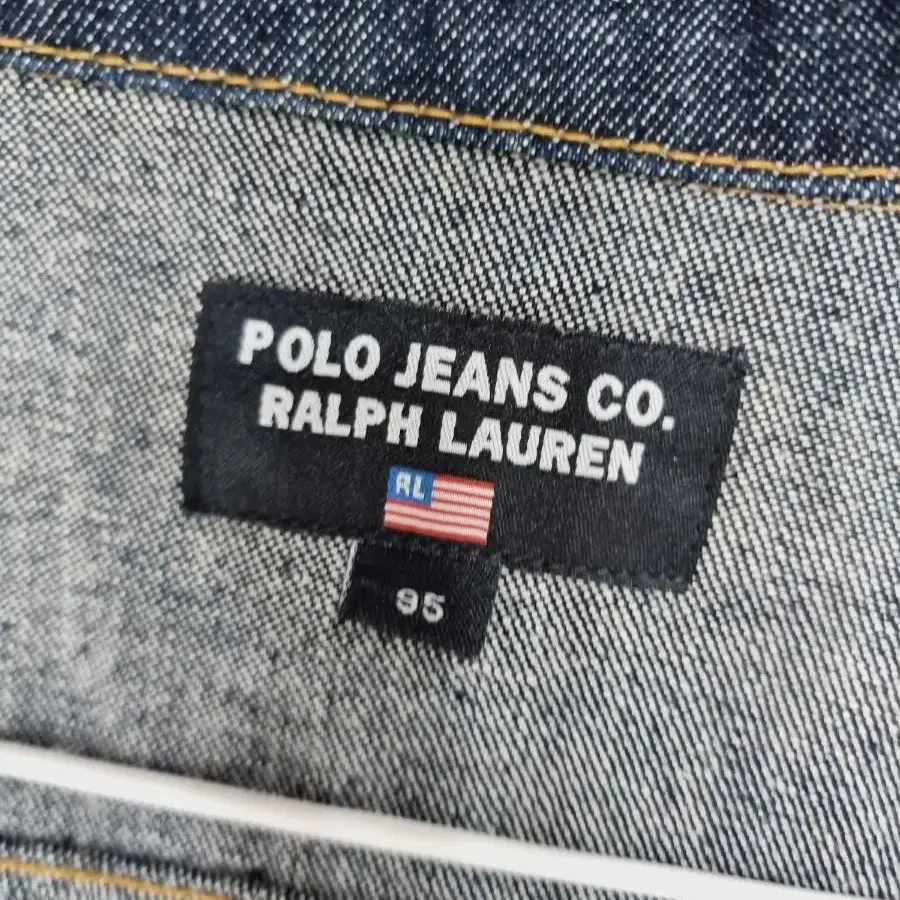 POLO JEANS CO.
RALPH LAUREN
RL
95